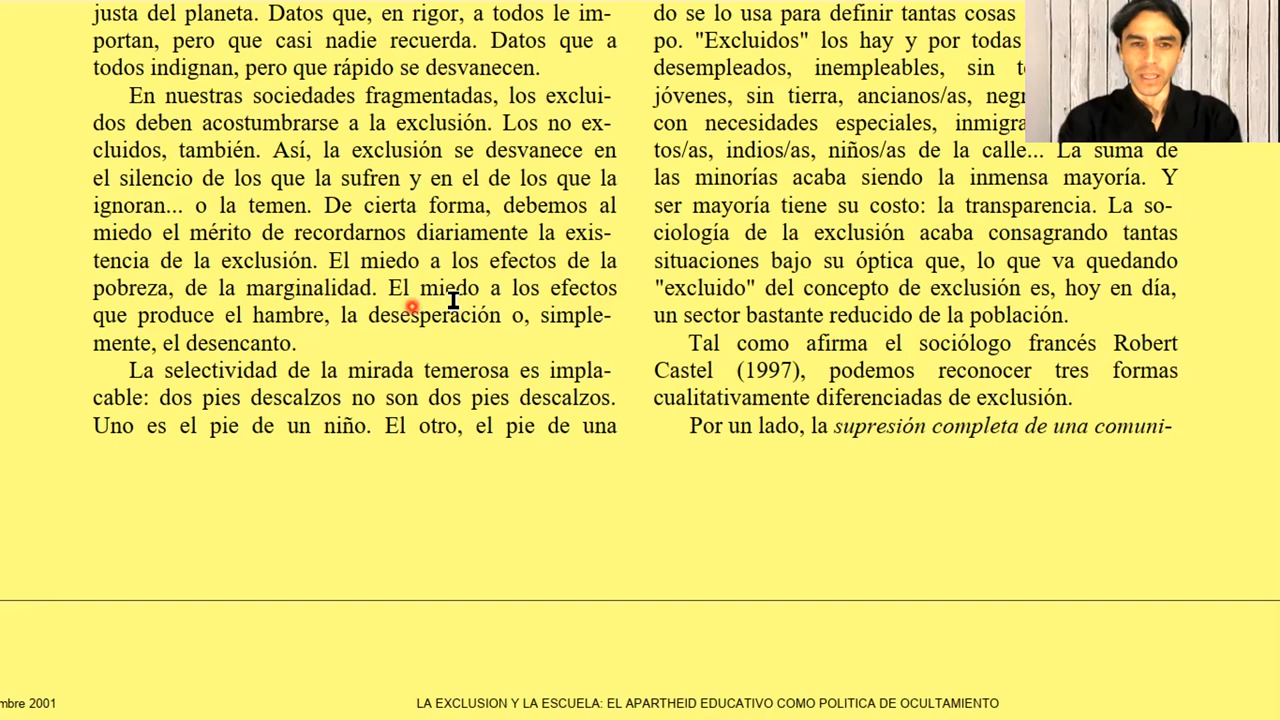 justa del planeta. Datos que, en rigor, a todos le im-
portan, pero que casi nadie recuerda. Datos que a
todos indignan, pero que rápido se desvanecen.
En nuestras sociedades fragmentadas, los exclui-
dos deben acostumbrarse a la exclusión. Los no ex-
cluidos, también. Así, la exclusión se desvanece en
el silencio de los que la sufren y en el de los que la
ignoran... o la temen. De cierta forma, debemos al
miedo el mérito de recordarnos diariamente la exis-
tencia de la exclusión. El miedo a los efectos de la
pobreza, de la marginalidad. El miedo a los efectos
que produce el hambre, la desesperación o, simple-
mente, el desencanto.
La selectividad de la mirada temerosa es impla-
cable: dos pies descalzos no son dos pies descalzos.
Uno es el pie de un niño. El otro, el pie de una
do se lo usa para definir tantas cosas
po. "Excluidos" los hay y por todas
desempleados, inempleables, sin
jóvenes, sin tierra, ancianos/as,
con necesidades especiales,
tos/as, indios/as, niños/as de la calle... La suma de
las minorías acaba siendo la inmensa mayoría. Y
ser mayoría tiene su costo: la transparencia. La so-
ciología de la exclusión acaba consagrando tantas
situaciones bajo su óptica que, lo que va quedando
"excluido" del concepto de exclusión es, hoy en día,
un sector bastante reducido de la población.
Tal como afirma el sociólogo francés Robert
Castel (1997), podemos reconocer tres formas
cualitativamente diferenciadas de exclusión.
Por un lado, la supresión completa de una comuni-
mbre 2001
LA EXCLUSION Y LA ESCUELA: EL APARTHEID EDUCATIVO COMO POLITICA DE OCULTAMIENTO